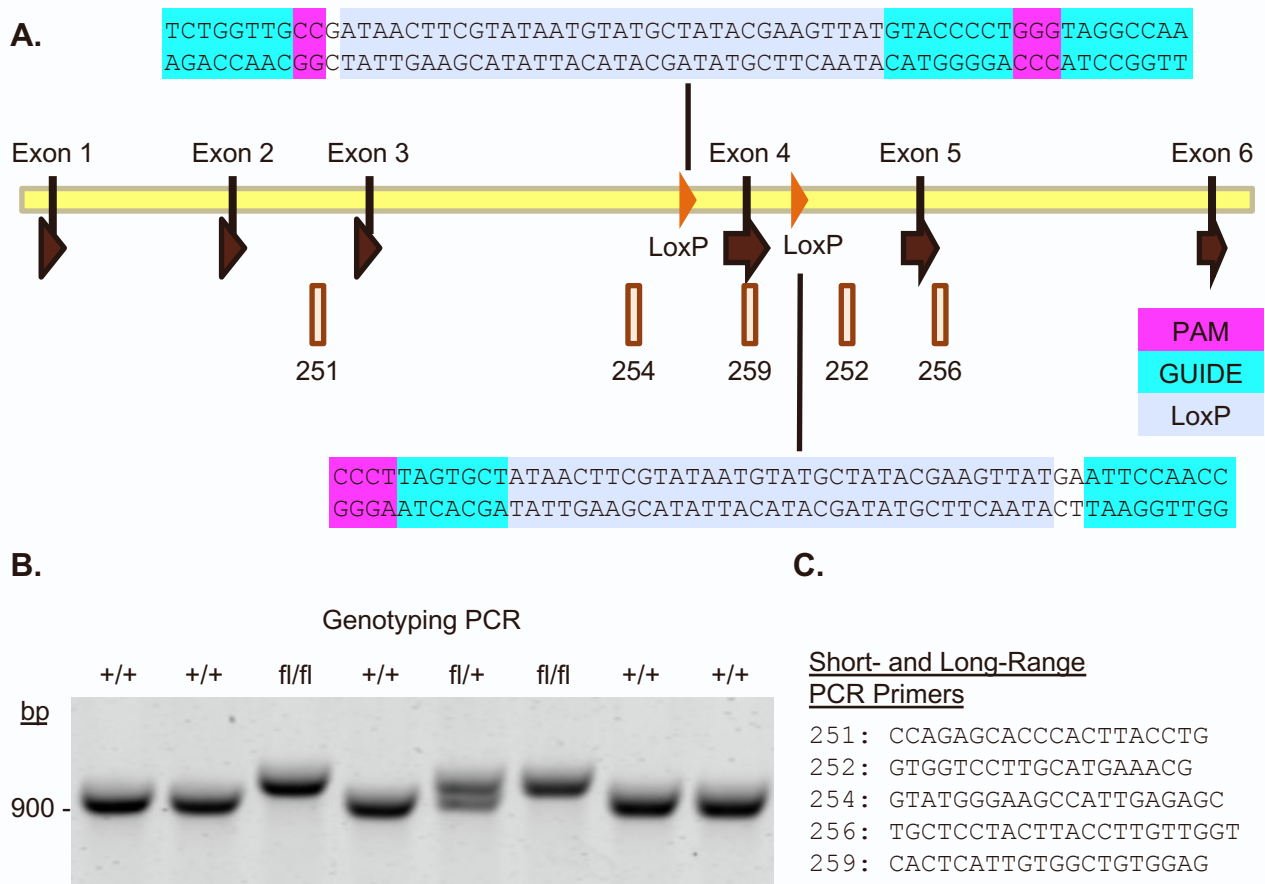 A.
TCTGGTTGCCGATAACTTCGTATAATGTATGCTATACGAAGTTATGTACCCCTGGGTAGGCCAA
AGACCAACGGCTATTGAAGCATATTACATACGATATGCTTCAATACATGGGGACCCATCCGGTT
Exon 1 Exon 2 Exon 3 Exon 4 Exon 5 Exon 6
LoxP LoxP
251 254 259 252 256
PAM
GUIDE
LoxP
CCCTTAGTGCTATAACTTCGTATAATGTATGCTATACGAAGTTATGAATTCCAACC
GGGAATCACGATATTGAAGCATATTACATACGATATGCTTCAATACTTAAGGTTGG
B.
Genotyping PCR
+/+ +/+ fl/fl +/+ fl/+ fl/fl +/+ +/+
bp
900 -
C.
Short- and Long-Range
PCR Primers
251: CCAGAGCACCCACTTACCTG
252: GTGGTCCTTGCATGAAACG
254: GTATGGGAAGCCATTGAGAGC
256: TGCTCCTACTTACCTTGTTGGT
259: CACTCATTGTGGCTGTGGAG